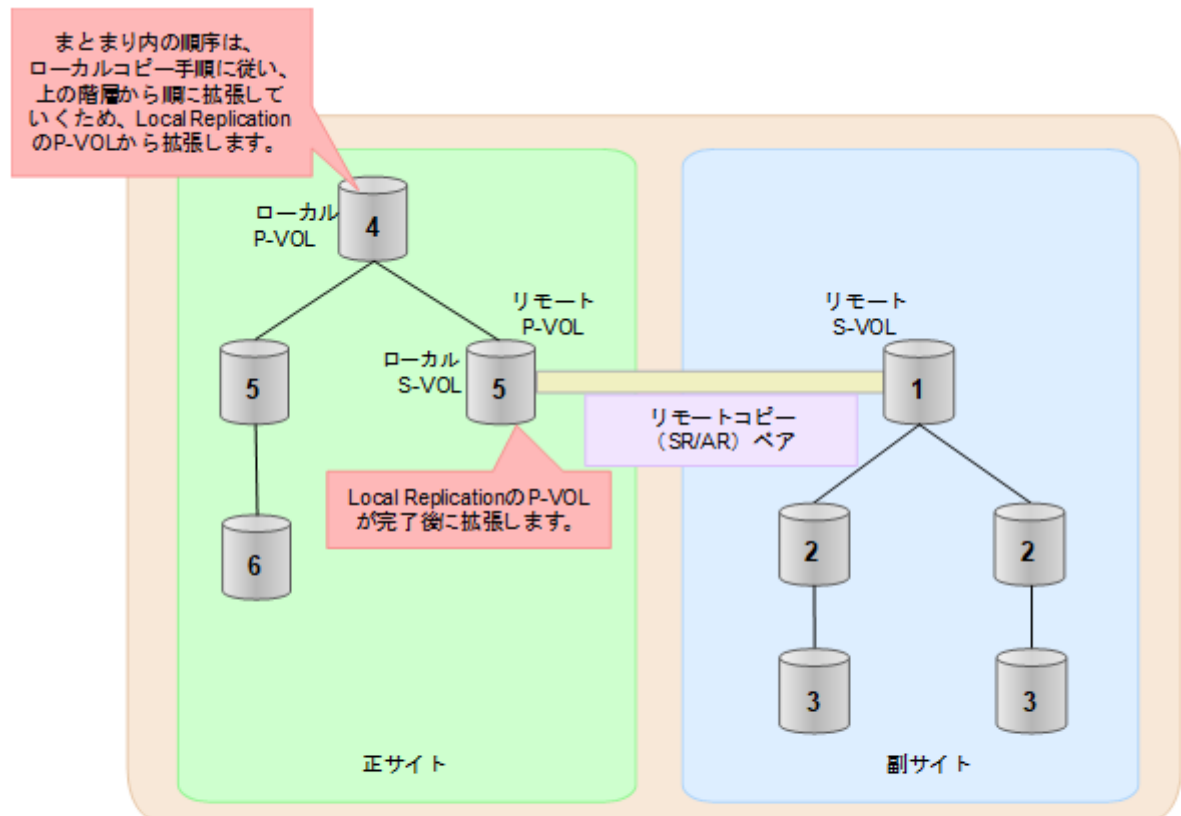 まとまり内の順序は、
ローカルコピー手順に従い、
上の階層から順に拡張して
いくため、Local Replication
のP-VOLから拡張します。
ローカル
P-VOL
4
リモート
P-VOL
リモート
S-VOL
5
ローカル
S-VOL
5
1
リモートコピー
（SR/AR）ペア
Local ReplicationのP-VOL
が完了後に拡張します。
6
2
2
3
3
正サイト
副サイト